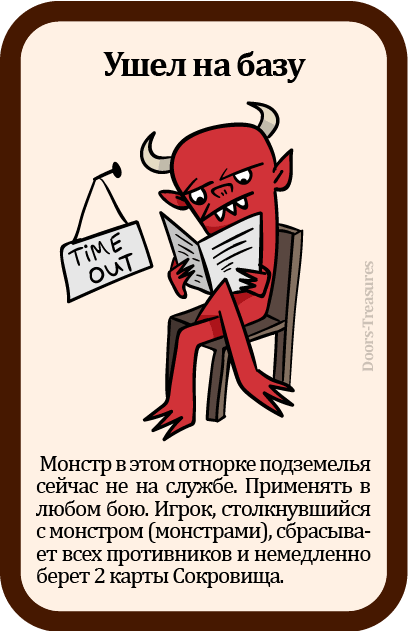 Ушел на базу
TiME
OUT
Doors-Treasures
Монстр в этом отнорке подземелья
сейчас не на службе. Применять в
любом бою. Игрок, столкнувшийся
с монстром (монстрами), сбрасыва-
ет всех противников и немедленно
берет 2 карты Сокровища.